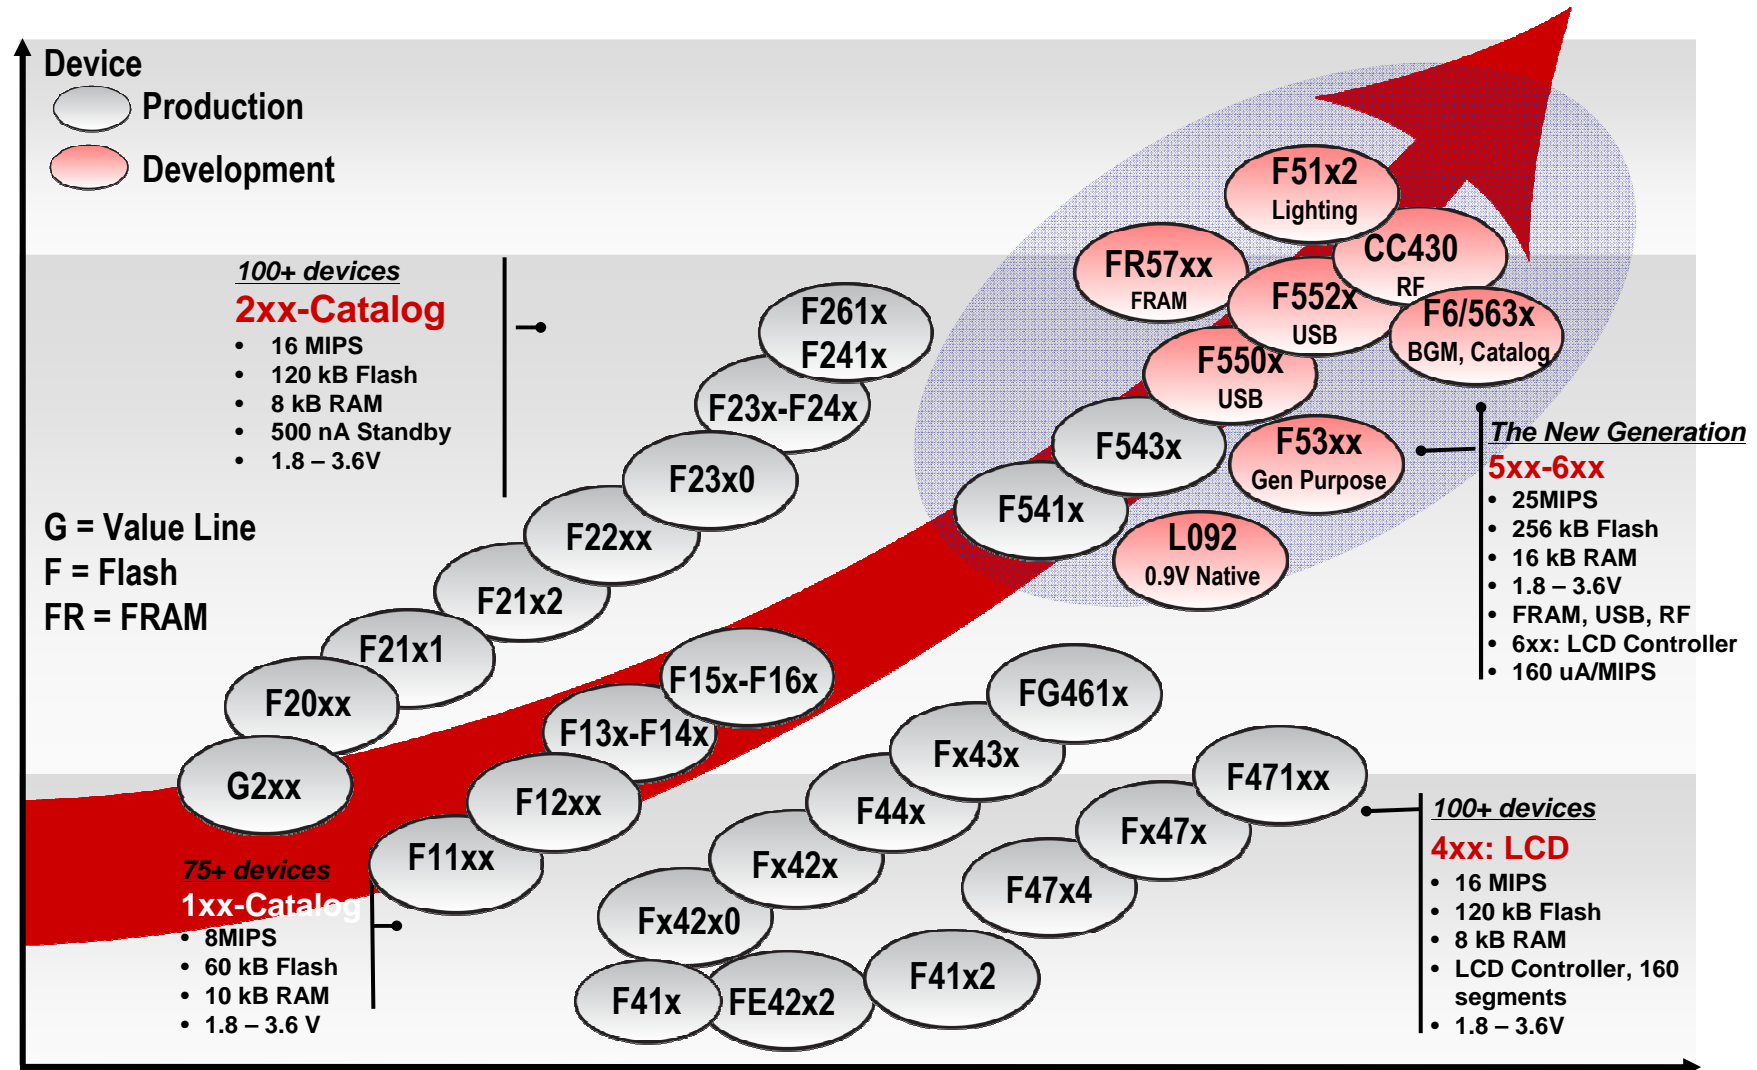 Device
Production
Development
100+ devices
2xx-Catalog
• 16 MIPS
• 120 kB Flash
• 8 kB RAM
• 500 nA Standby
• 1.8 – 3.6V
G = Value Line
F = Flash
FR = FRAM
F261x
F241x
F23x-F24x
F23x0
F22xx
F21x2
F21x1
F20xx
G2xx
F51x2
Lighting
CC430
RF
FR57xx
FRAM
F552x
USB
F6/563x
BGM, Catalog
F550x
USB
F543x
F53xx
Gen Purpose
F541x
L092
0.9V Native
The New Generation
5xx-6xx
• 25MIPS
• 256 kB Flash
• 16 kB RAM
• 1.8 – 3.6V
• FRAM, USB, RF
• 6xx: LCD Controller
• 160 uA/MIPS
F15x-F16x
F13x-F14x
F12xx
F11xx
75+ devices
1xx-Catalog
• 8MIPS
• 60 kB Flash
• 10 kB RAM
• 1.8 – 3.6 V
FG461x
Fx43x
F44x
Fx42x
Fx42x0
F41x
FE42x2
F41x2
F47x4
Fx47x
F471xx
100+ devices
4xx: LCD
• 16 MIPS
• 120 kB Flash
• 8 kB RAM
• LCD Controller, 160
segments
• 1.8 – 3.6V